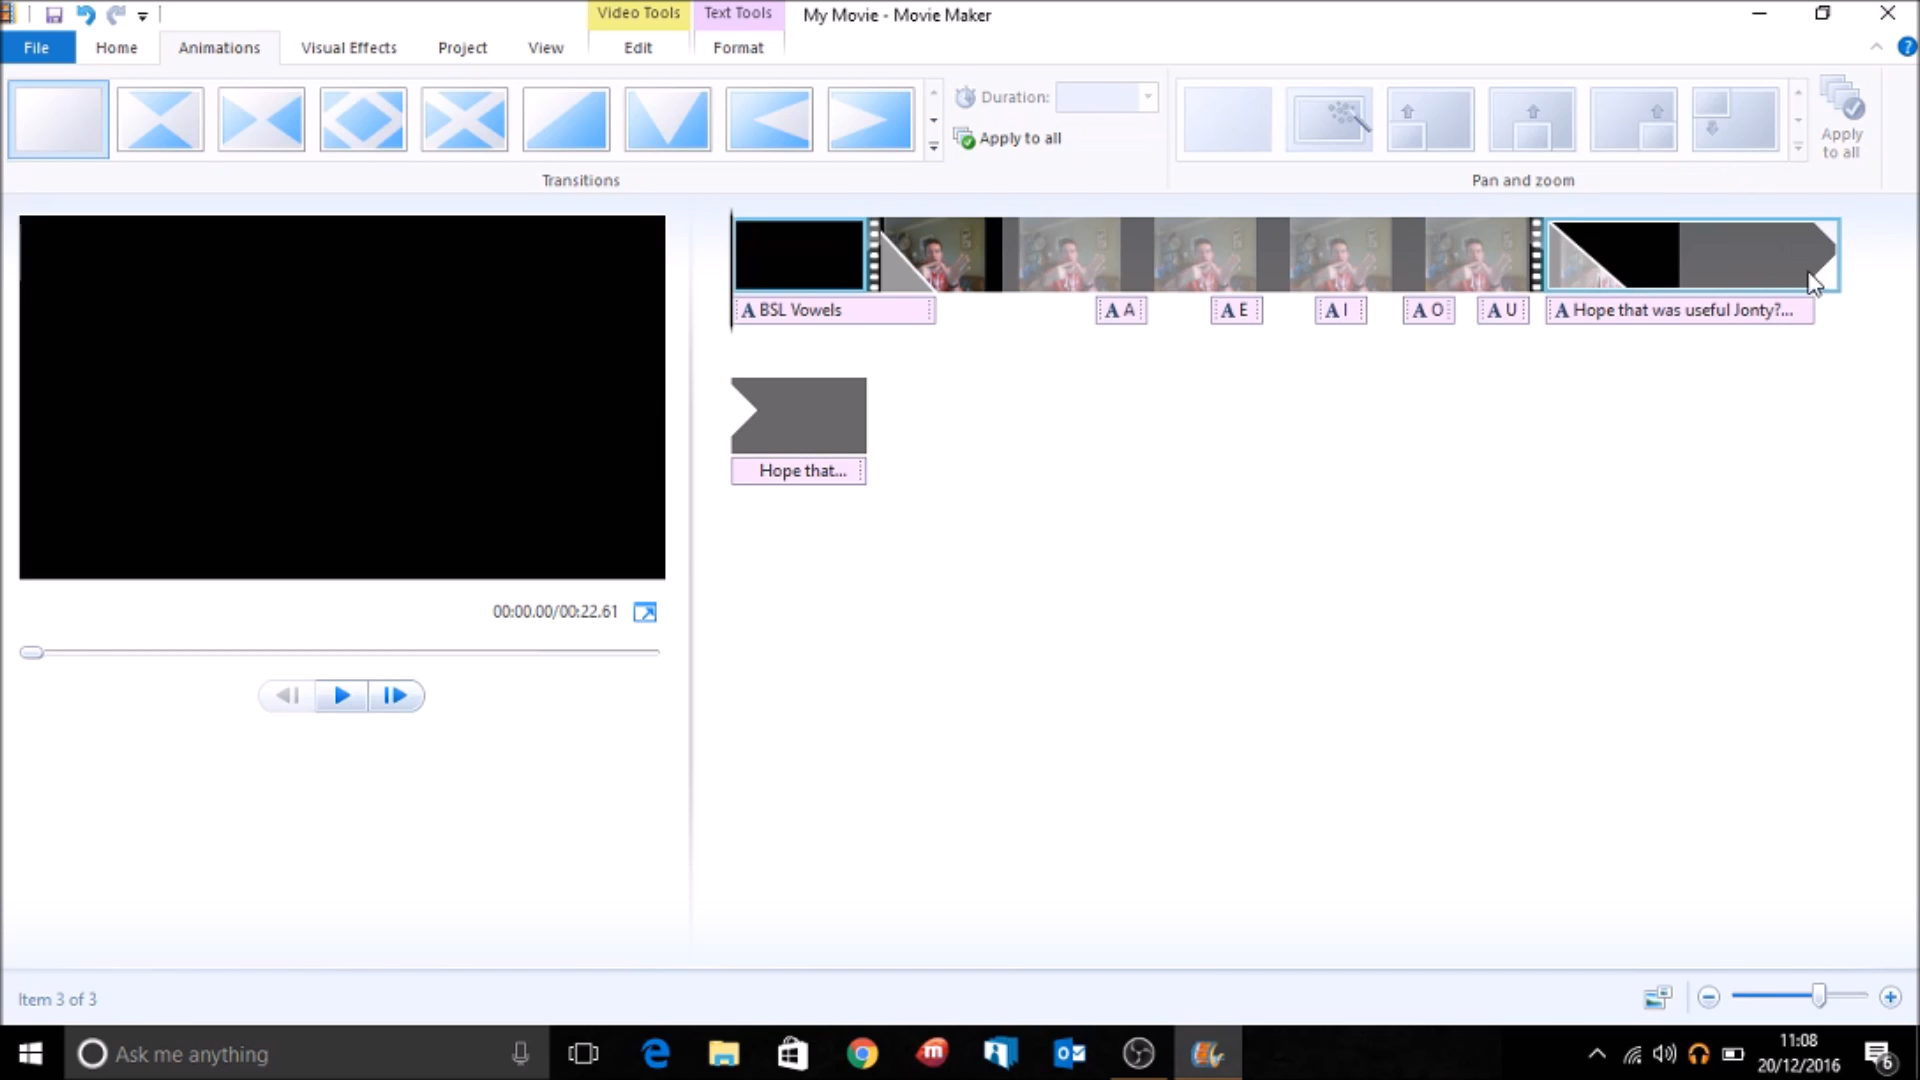 Video Tools
Text Tools
My Movie - Movie Maker
File
Home
Animations
Visual Effects
Project
View
Edit
Format
Duration:
Apply to all
Apply
to all
Transitions
Pan and zoom
A BSL Vowels
A A
A E
A I
A O
A U
A Hope that was useful Jonty?...
Hope that...
00:00.00/00:22.61
Item 3 of 3
Ask me anything
11:08
20/12/2016
6